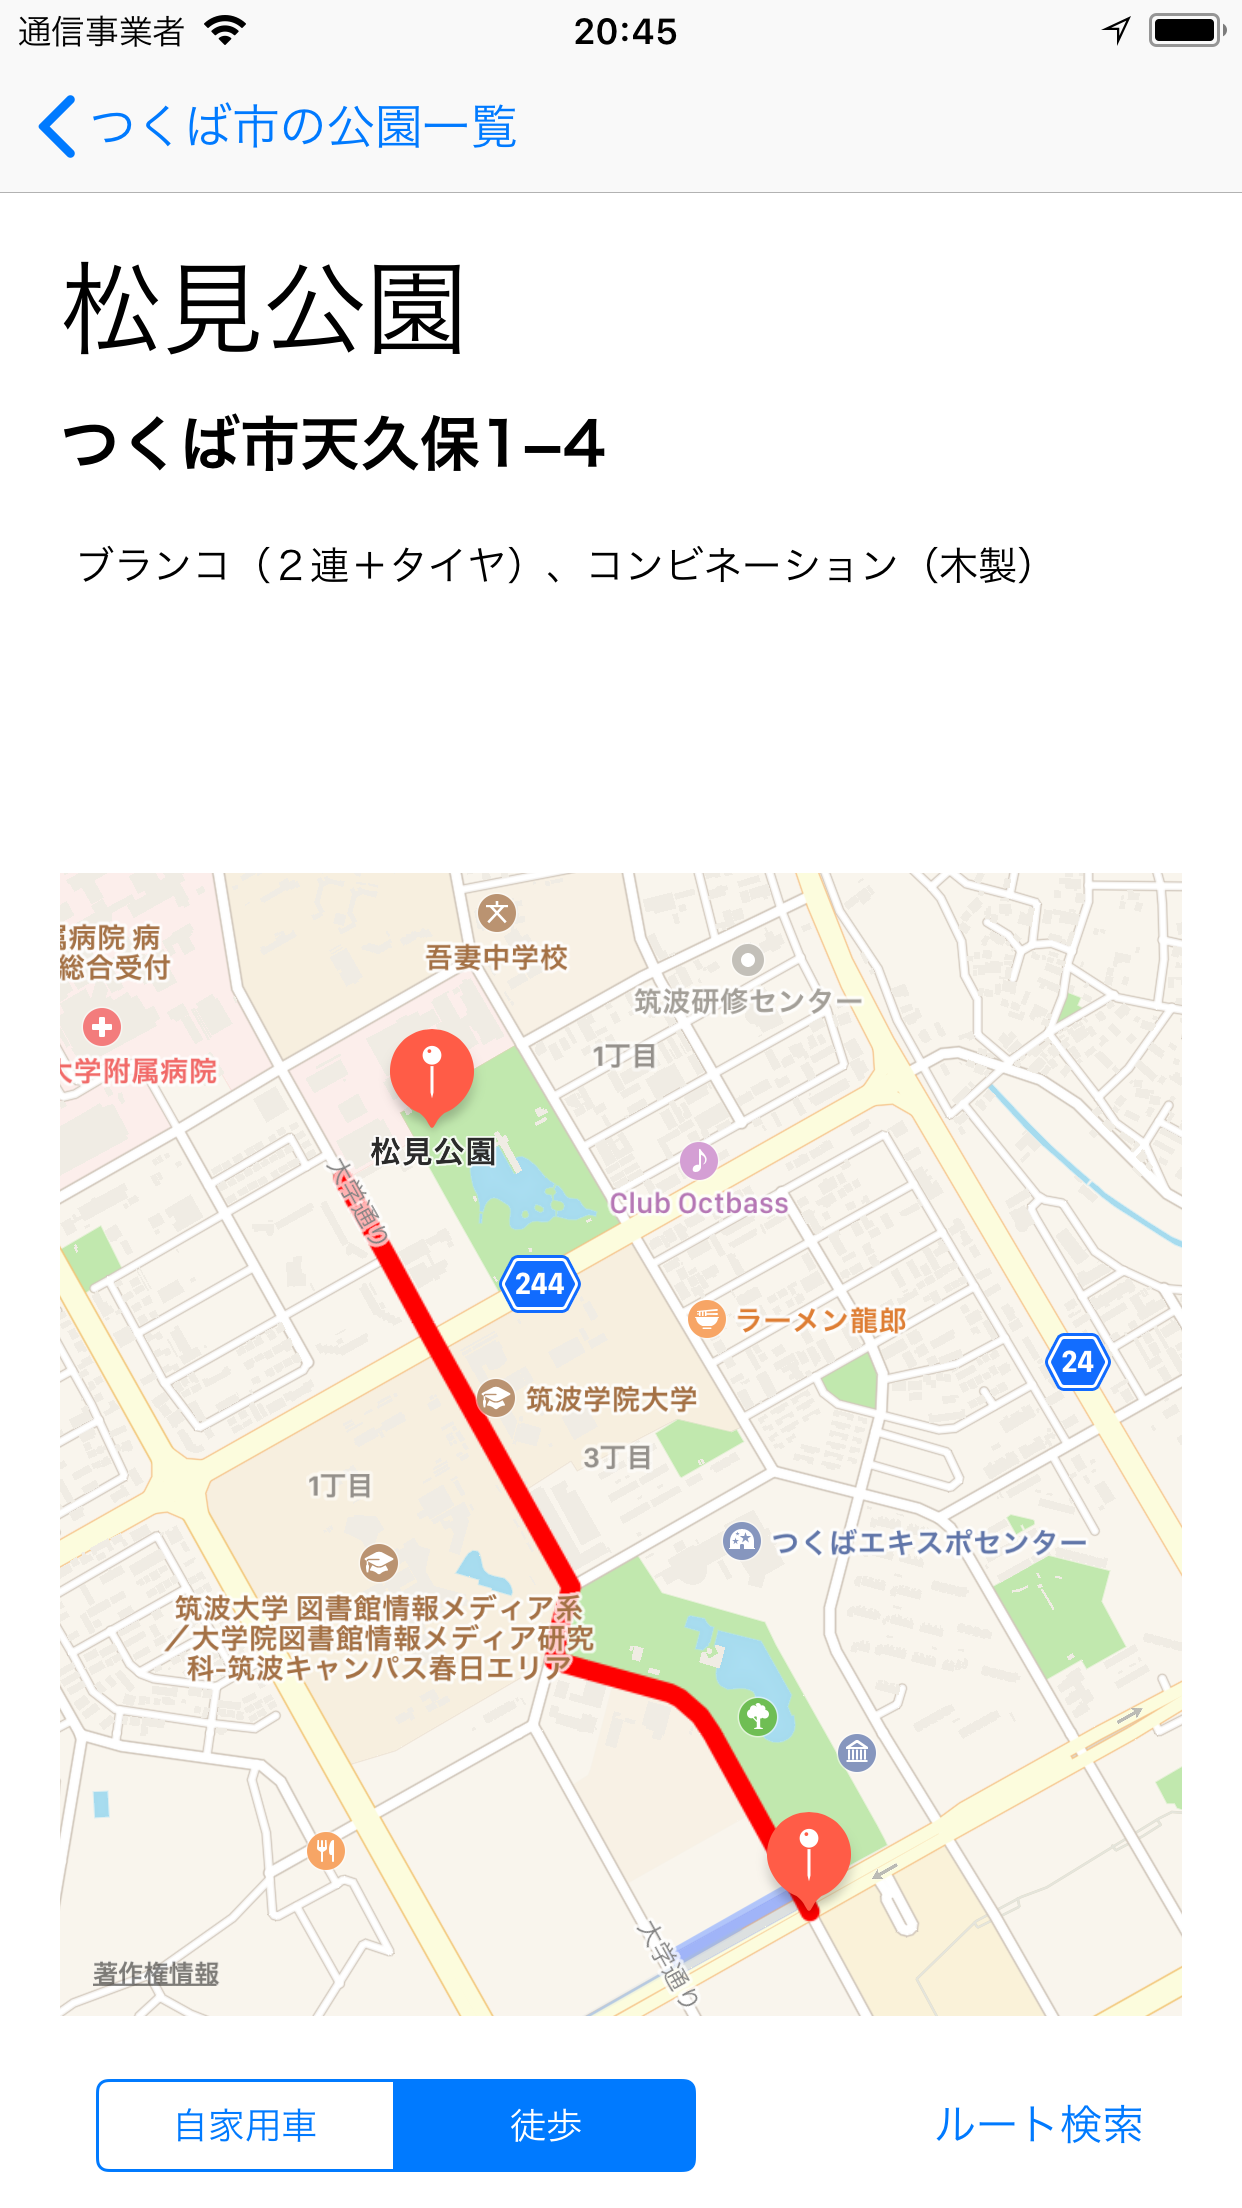 通信事業者
20:45
つくば市の公園一覧
松見公園
つくば市天久保1−4
ブランコ（２連＋タイヤ）、コンビネーション（木製）
病院 病
総合受付
吾妻中学校
筑波研修センター
大学附属病院
1丁目
松見公園
大学通り
Club Octbass
244
ラーメン龍郎
24
筑波学院大学
3丁目
1丁目
つくばエキスポセンター
筑波大学 図書館情報メディア系
／大学院図書館情報メディア研究
科-筑波キャンパス春日エリア
大学通り
著作権情報
自家用車
徒歩
ルート検索